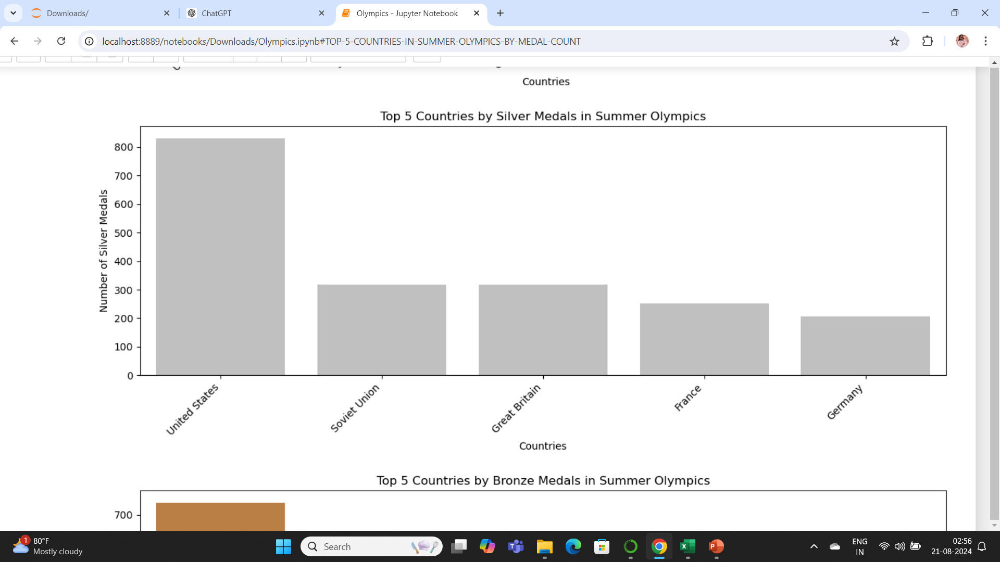 Downloads/
ChatGPT
Olympics - Jupyter Notebook
localhost:8889/notebooks/Downloads/Olympics.ipynb#TOP-5-COUNTRIES-IN-SUMMER-OLYMPICS-BY-MEDAL-COUNT
Countries
Top 5 Countries by Silver Medals in Summer Olympics
Number of Silver Medals
800
700
600
500
400
300
200
100
0
United States
Soviet Union
Great Britain
France
Germany
Countries
Top 5 Countries by Bronze Medals in Summer Olympics
700
1
80°F
Mostly cloudy
Search
ENG
IN
02:56
21-08-2024